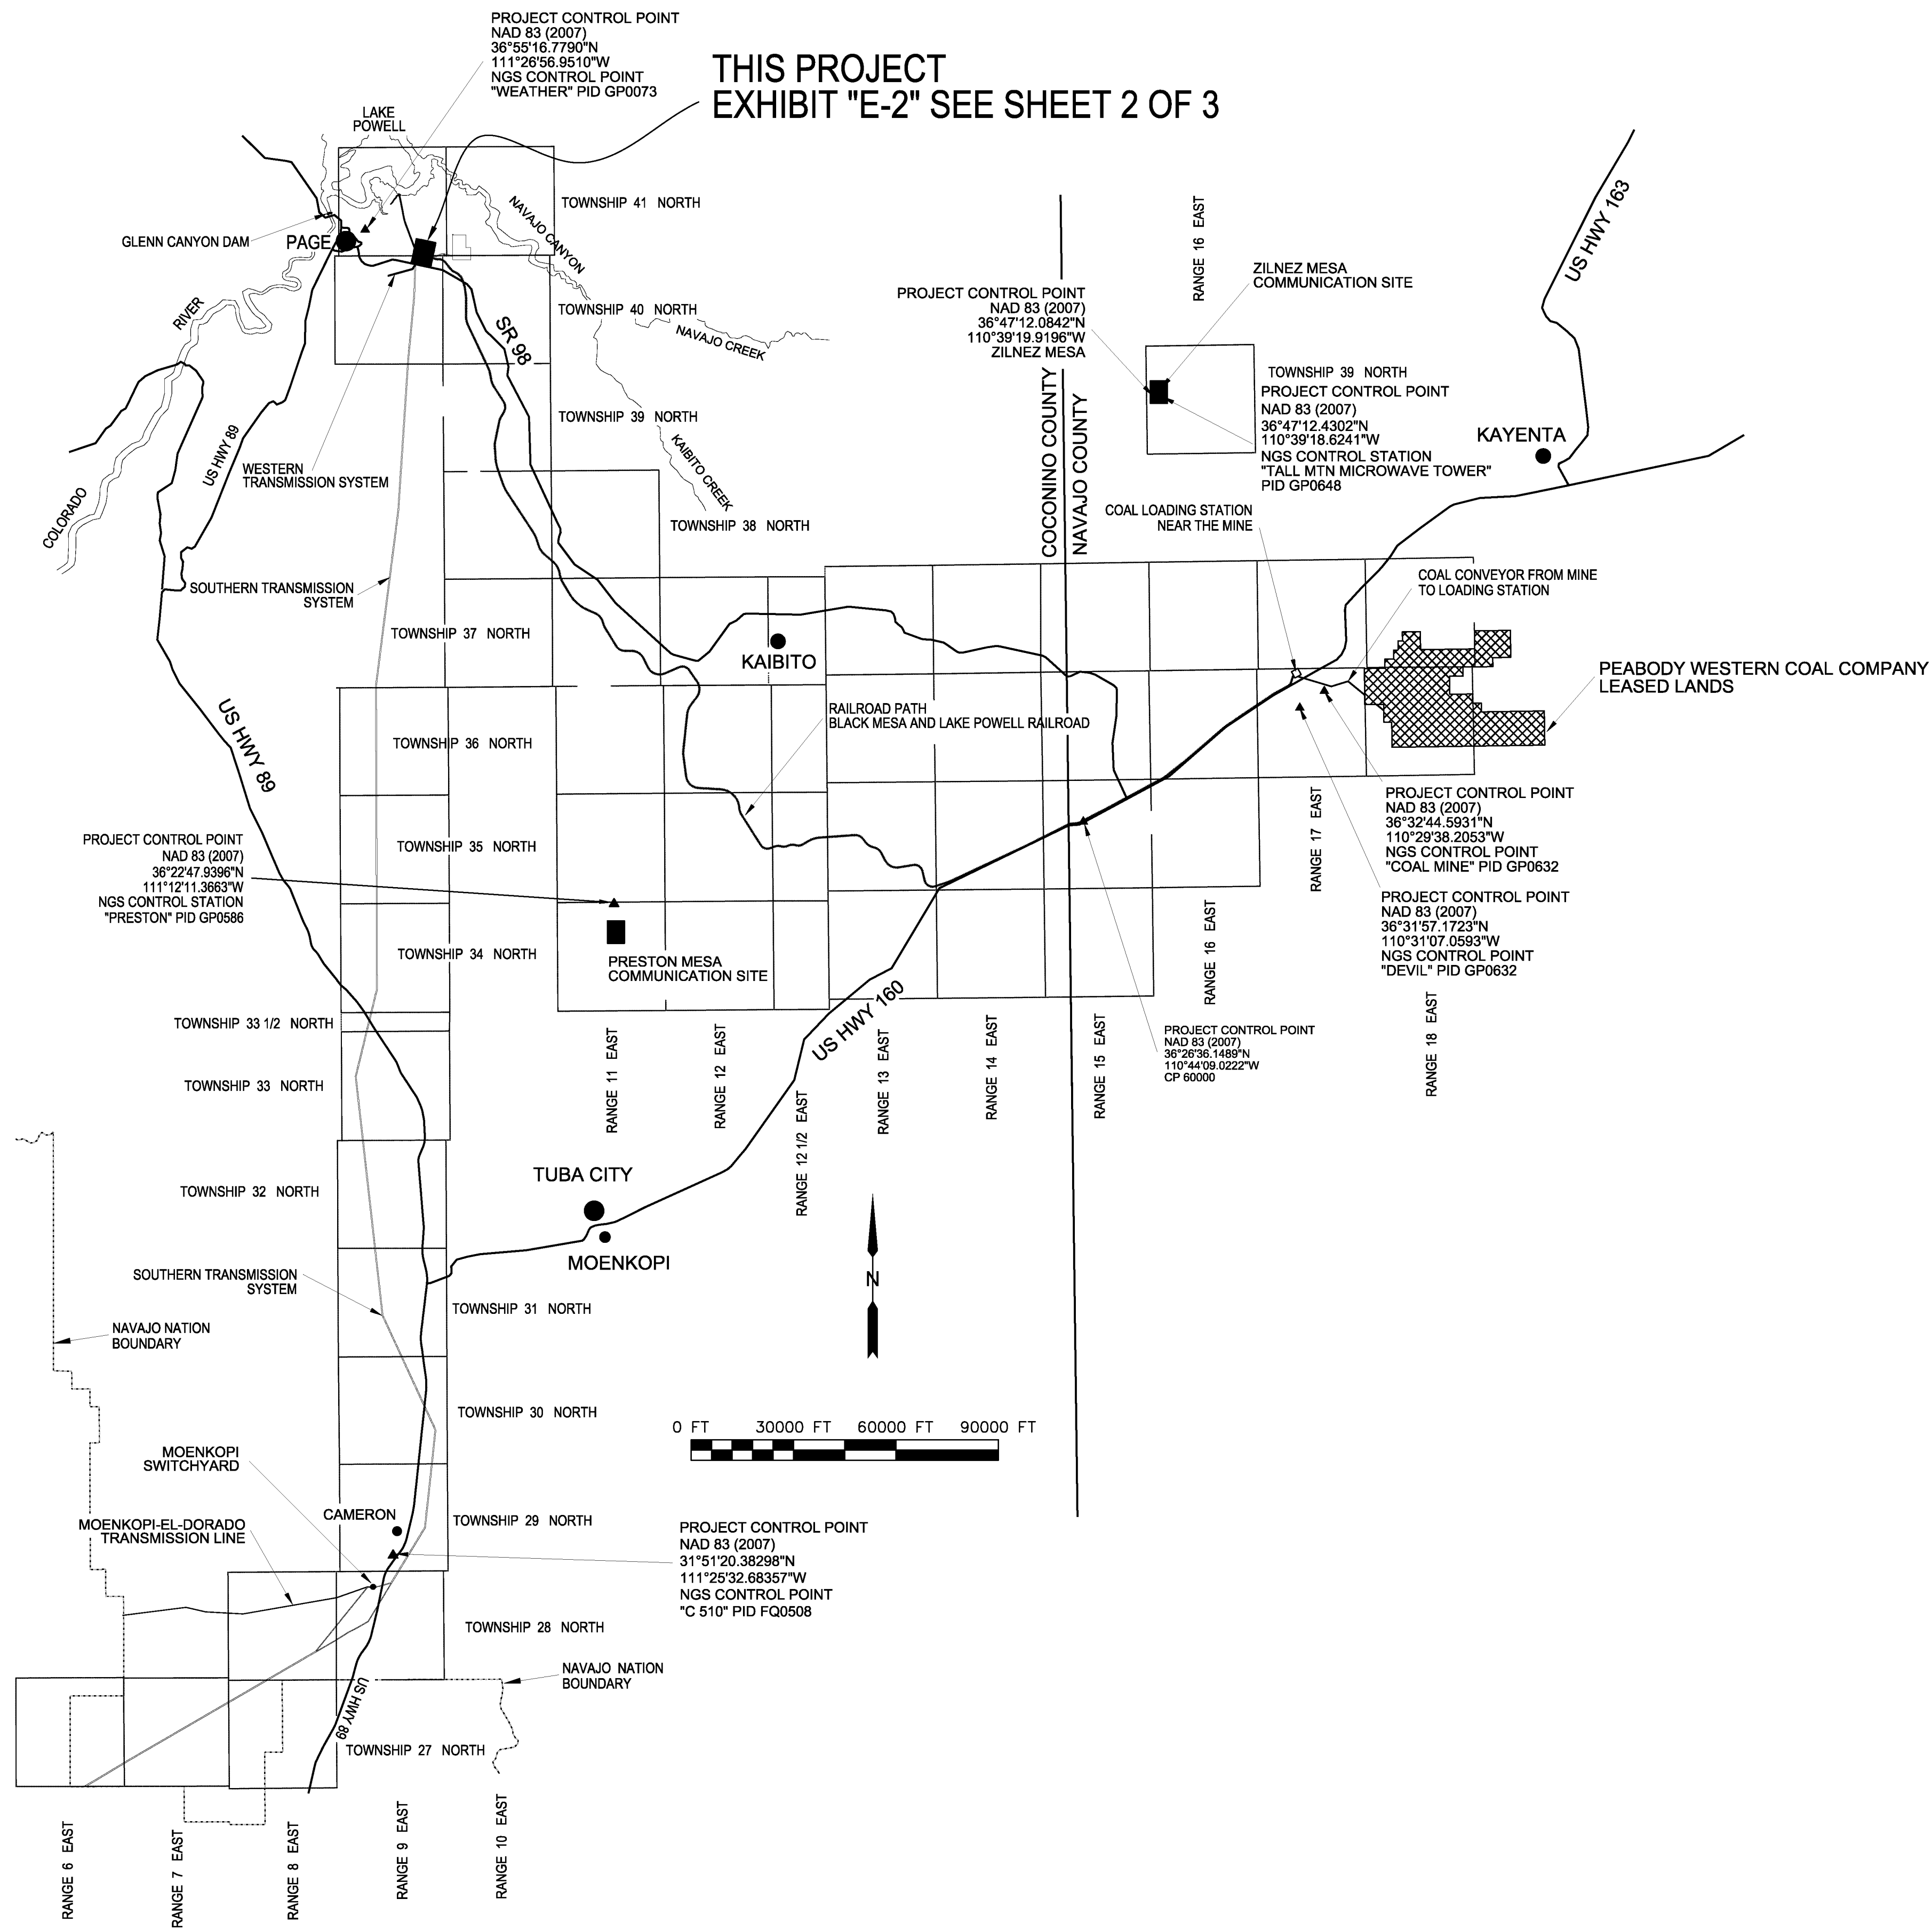 PROJECT CONTROL POINT
NAD 83 (2007)
36°55'16.7790"N
111°26'56.9510"W
NGS CONTROL POINT
"WEATHER" PID GP0073
THIS PROJECT
EXHIBIT "E-2" SEE SHEET 2 OF 3
LAKE
POWELL
TOWNSHIP 41 NORTH
NAVAJO CANYON
GLENN CANYON DAM
PAGE
RIVER
COLORADO
TOWNSHIP 40 NORTH
NAVAJO CREEK
SR 98
US HWY 89
WESTERN
TRANSMISSION SYSTEM
TOWNSHIP 39 NORTH
KAIBITO CREEK
TOWNSHIP 38 NORTH
PROJECT CONTROL POINT
NAD 83 (2007)
36°47'12.0842"N
110°39'19.9196"W
ZILNEZ MESA
RANGE 16 EAST
ZILNEZ MESA
COMMUNICATION SITE
US HWY 163
TOWNSHIP 39 NORTH
PROJECT CONTROL POINT
NAD 83 (2007)
36°47'12.4302"N
110°39'18.6241"W
NGS CONTROL STATION
"TALL MTN MICROWAVE TOWER"
PID GP0648
COCONINO COUNTY
NAVAJO COUNTY
KAYENTA
COAL LOADING STATION
NEAR THE MINE
COAL CONVEYOR FROM MINE
TO LOADING STATION
SOUTHERN TRANSMISSION
SYSTEM
TOWNSHIP 37 NORTH
KAIBITO
PEABODY WESTERN COAL COMPANY
LEASED LANDS
US HWY 89
RAILROAD PATH
BLACK MESA AND LAKE POWELL RAILROAD
TOWNSHIP 36 NORTH
PROJECT CONTROL POINT
NAD 83 (2007)
36°32'44.5931"N
110°29'38.2053"W
NGS CONTROL POINT
"COAL MINE" PID GP0632
RANGE 17 EAST
PROJECT CONTROL POINT
NAD 83 (2007)
36°22'47.9396"N
111°12'11.3663"W
NGS CONTROL STATION
"PRESTON" PID GP0586
TOWNSHIP 35 NORTH
PROJECT CONTROL POINT
NAD 83 (2007)
36°31'57.1723"N
110°31'07.0593"W
NGS CONTROL POINT
"DEVIL" PID GP0632
TOWNSHIP 34 NORTH
PRESTON MESA
COMMUNICATION SITE
RANGE 16 EAST
US HWY 160
TOWNSHIP 33 1/2 NORTH
PROJECT CONTROL POINT
NAD 83 (2007)
36°26'36.1489"N
110°44'09.0222"W
CP 60000
RANGE 11 EAST
RANGE 12 EAST
RANGE 12 1/2 EAST
RANGE 13 EAST
RANGE 14 EAST
RANGE 15 EAST
RANGE 18 EAST
TOWNSHIP 33 NORTH
TOWNSHIP 32 NORTH
TUBA CITY
MOENKOPI
N
SOUTHERN TRANSMISSION
SYSTEM
TOWNSHIP 31 NORTH
NAVAJO NATION
BOUNDARY
TOWNSHIP 30 NORTH
0 FT 30000 FT 60000 FT 90000 FT
MOENKOPI
SWITCHYARD
CAMERON
MOENKOPI-EL-DORADO
TRANSMISSION LINE
TOWNSHIP 29 NORTH
PROJECT CONTROL POINT
NAD 83 (2007)
31°51'20.38298"N
111°25'32.68357"W
NGS CONTROL POINT
"C 510" PID FQ0508
TOWNSHIP 28 NORTH
NAVAJO NATION
BOUNDARY
US HWY 89
TOWNSHIP 27 NORTH
RANGE 6 EAST
RANGE 7 EAST
RANGE 8 EAST
RANGE 9 EAST
RANGE 10 EAST